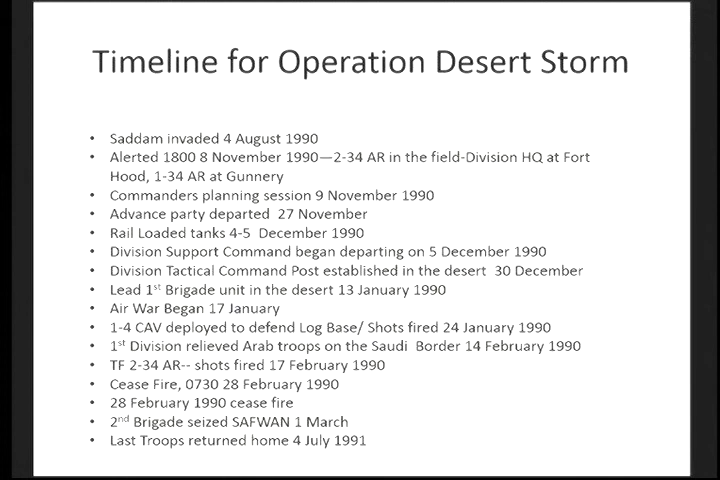 Timeline for Operation Desert Storm
• Saddam invaded 4 August 1990
• Alerted 1800 8 November 1990—2-34 AR in the field-Division HQ at Fort
Hood, 1-34 AR at Gunnery
• Commanders planning session 9 November 1990
• Advance party departed  27 November
• Rail Loaded tanks 4-5  December 1990
• Division Support Command began departing on 5 December 1990
• Division Tactical Command Post established in the desert  30 December
• Lead 1st Brigade unit in the desert 13 January 1990
• Air War Began 17 January
• 1-4 CAV deployed to defend Log Base/ Shots fired 24 January 1990
• 1st Division relieved Arab troops on the Saudi  Border 14 February 1990
• TF 2-34 AR-- shots fired 17 February 1990
• Cease Fire, 0730 28 February 1990
• 28 February 1990 cease fire
• 2nd Brigade seized SAFWAN 1 March
• Last Troops returned home 4 July 1991